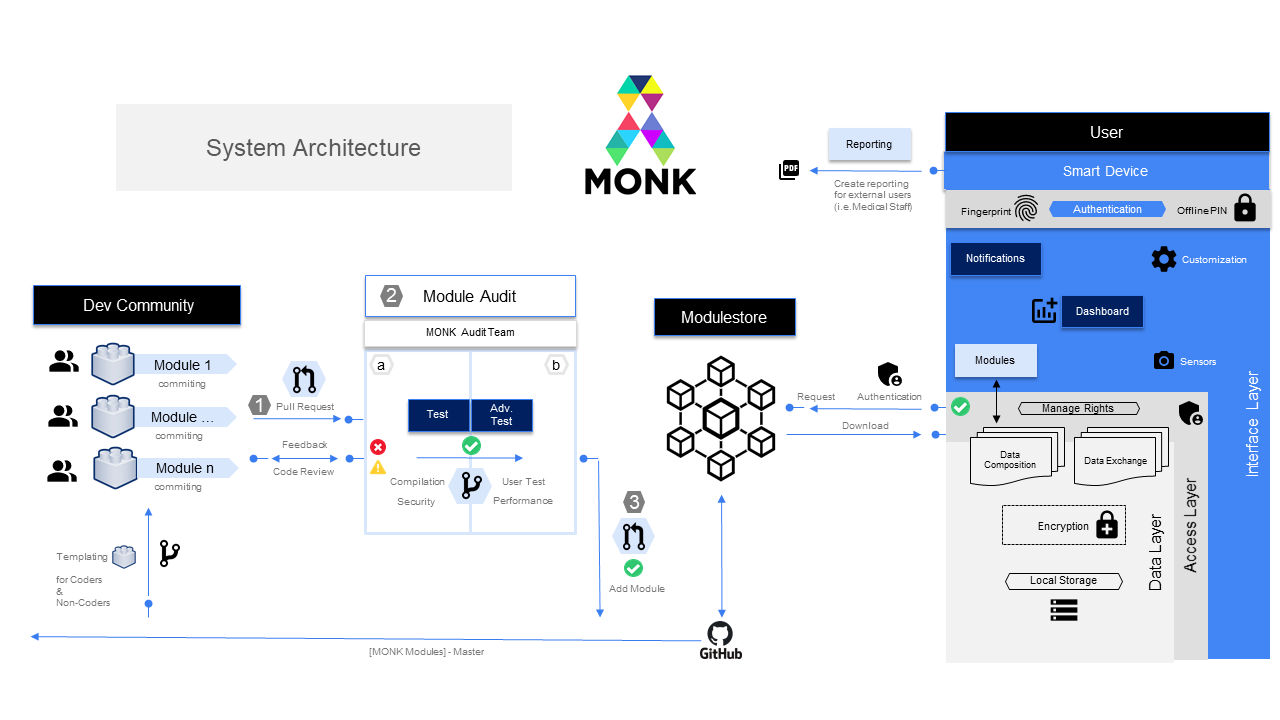 System Architecture
MONK
Reporting
PDF
Create reporting
for external users
(i.e.Medical Staff)
User
Smart Device
Fingerprint
Authentication
Offline PIN
Notifications
Customization
Dashboard
Modules
Sensors
Interface Layer
Manage Rights
Data
Composition
Data Exchange
Encryption
Local Storage
Data Layer
Access Layer
Dev Community
Module 1
commiting
Module ...
commiting
Module n
commiting
Templating
for Coders
&
Non-Coders
1
Pull Request
Feedback
Code Review
2
Module Audit
MONK Audit Team
a
b
Test
Adv.
Test
Compilation
Security
User Test
Performance
3
Add Module
Modulestore
Request
Authentication
Download
GitHub
[MONK Modules] - Master